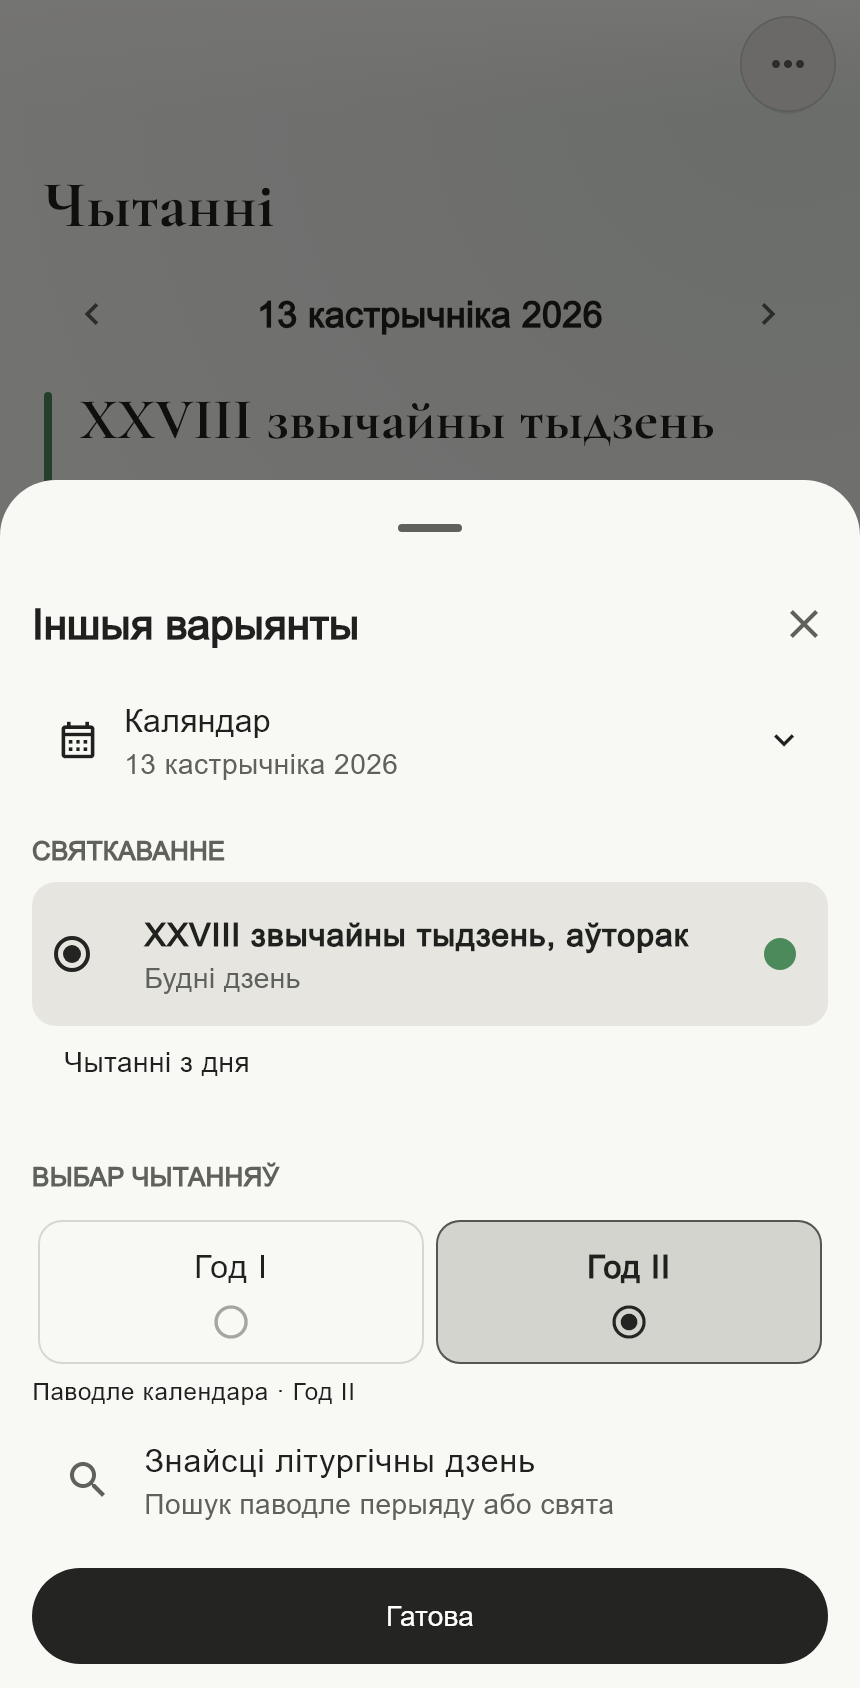 Чытанні
13 кастрычніка 2026
XXVIII звычайны тыдзень
Іншыя варыянты
Каляндар
13 кастрычніка 2026
СВЯТКАВАННЕ
XXVIII звычайны тыдзень, аўторак
Будні дзень
Чытанні з дня
ВЫБАР ЧЫТАННЯЎ
Год I
Год II
Паводле календара · Год II
Знайсці літургічны дзень
Пошук паводле перыяду або свята
Гатова